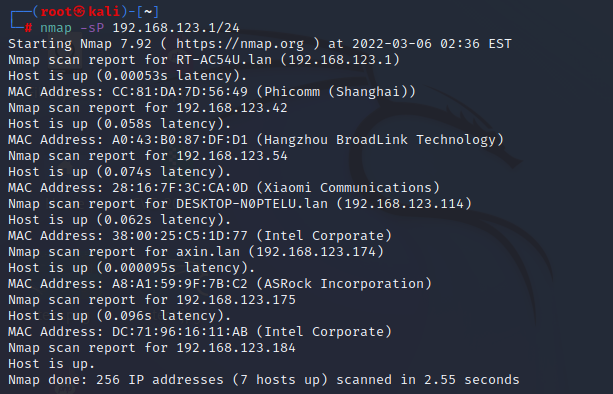 ┌──(root㉿kali)-[~]
└─# nmap -sP 192.168.123.1/24
Starting Nmap 7.92 ( https://nmap.org ) at 2022-03-06 02:36 EST
Nmap scan report for RT-AC54U.lan (192.168.123.1)
Host is up (0.00053s latency).
MAC Address: CC:81:DA:7D:56:49 (Phicomm (Shanghai))
Nmap scan report for 192.168.123.42
Host is up (0.058s latency).
MAC Address: A0:43:B0:87:DF:D1 (Hangzhou BroadLink Technology)
Nmap scan report for 192.168.123.54
Host is up (0.074s latency).
MAC Address: 28:16:7F:3C:CA:0D (Xiaomi Communications)
Nmap scan report for DESKTOP-N0PTELU.lan (192.168.123.114)
Host is up (0.062s latency).
MAC Address: 38:00:25:C5:1D:77 (Intel Corporate)
Nmap scan report for axin.lan (192.168.123.174)
Host is up (0.000095s latency).
MAC Address: A8:A1:59:9F:7B:C2 (ASRock Incorporation)
Nmap scan report for 192.168.123.175
Host is up (0.096s latency).
MAC Address: DC:71:96:16:11:AB (Intel Corporate)
Nmap scan report for 192.168.123.184
Host is up.
Nmap done: 256 IP addresses (7 hosts up) scanned in 2.55 seconds